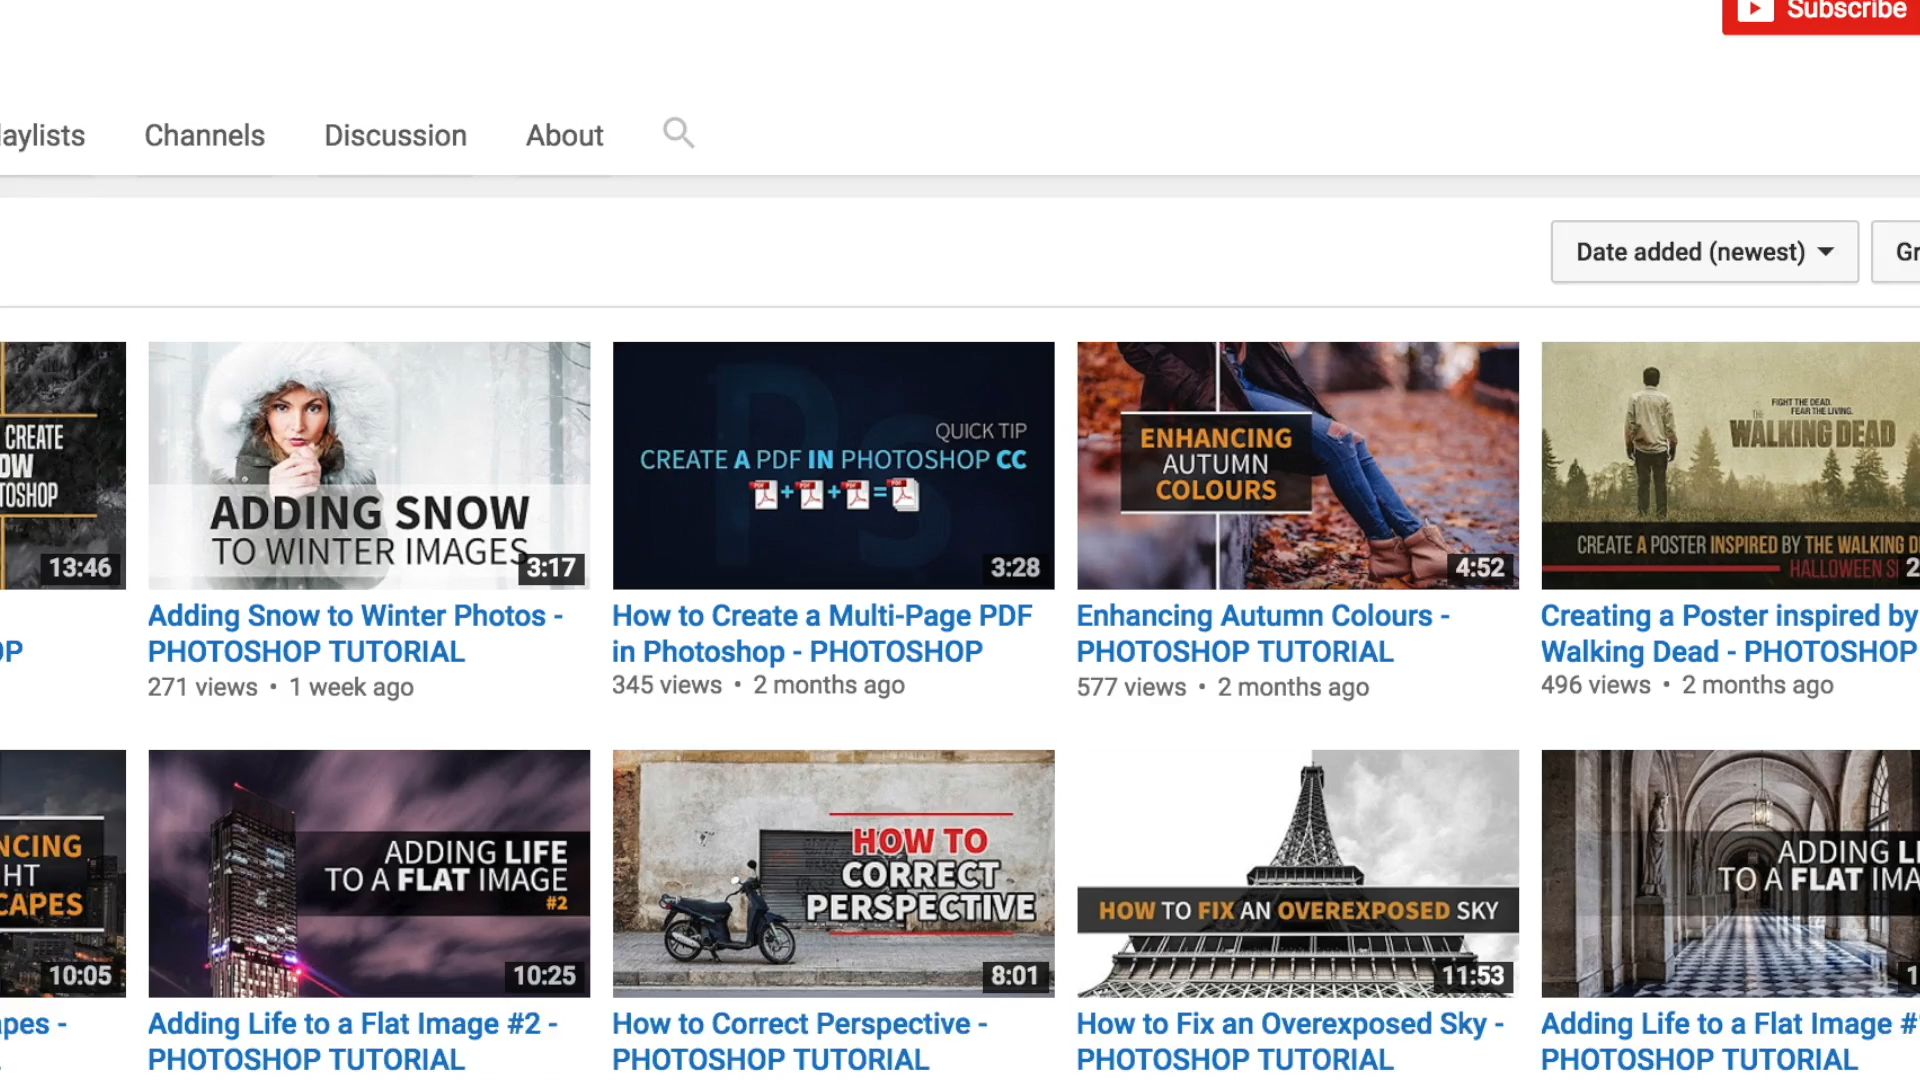 Subscribe
laylists Channels Discussion About
Date added (newest) Gr
CREATE
OW
TOSHOP
13:46
ADDING SNOW
TO WINTER IMAGES
3:17
QUICK TIP
CREATE A PDF IN PHOTOSHOP CC
PDF + PDF + PDF = PDF
3:28
ENHANCING
AUTUMN
COLOURS
4:52
FIGHT THE DEAD.
FEAR THE LIVING.
THE
WALKING DEAD
CREATE A POSTER INSPIRED BY THE WALKING D
HALLOWEEN S
2
OP
Adding Snow to Winter Photos -
PHOTOSHOP TUTORIAL
271 views • 1 week ago
How to Create a Multi-Page PDF
in Photoshop - PHOTOSHOP
345 views • 2 months ago
Enhancing Autumn Colours -
PHOTOSHOP TUTORIAL
577 views • 2 months ago
Creating a Poster inspired by
Walking Dead - PHOTOSHOP
496 views • 2 months ago
NCING
HT
CAPES
10:05
ADDING LIFE
TO A FLAT IMAGE
#2
10:25
HOW TO
CORRECT
PERSPECTIVE
8:01
HOW TO FIX AN OVEREXPOSED SKY
11:53
ADDING LI
TO A FLAT IMA
1
apes -
Adding Life to a Flat Image #2 -
PHOTOSHOP TUTORIAL
How to Correct Perspective -
PHOTOSHOP TUTORIAL
How to Fix an Overexposed Sky -
PHOTOSHOP TUTORIAL
Adding Life to a Flat Image #
PHOTOSHOP TUTORIAL